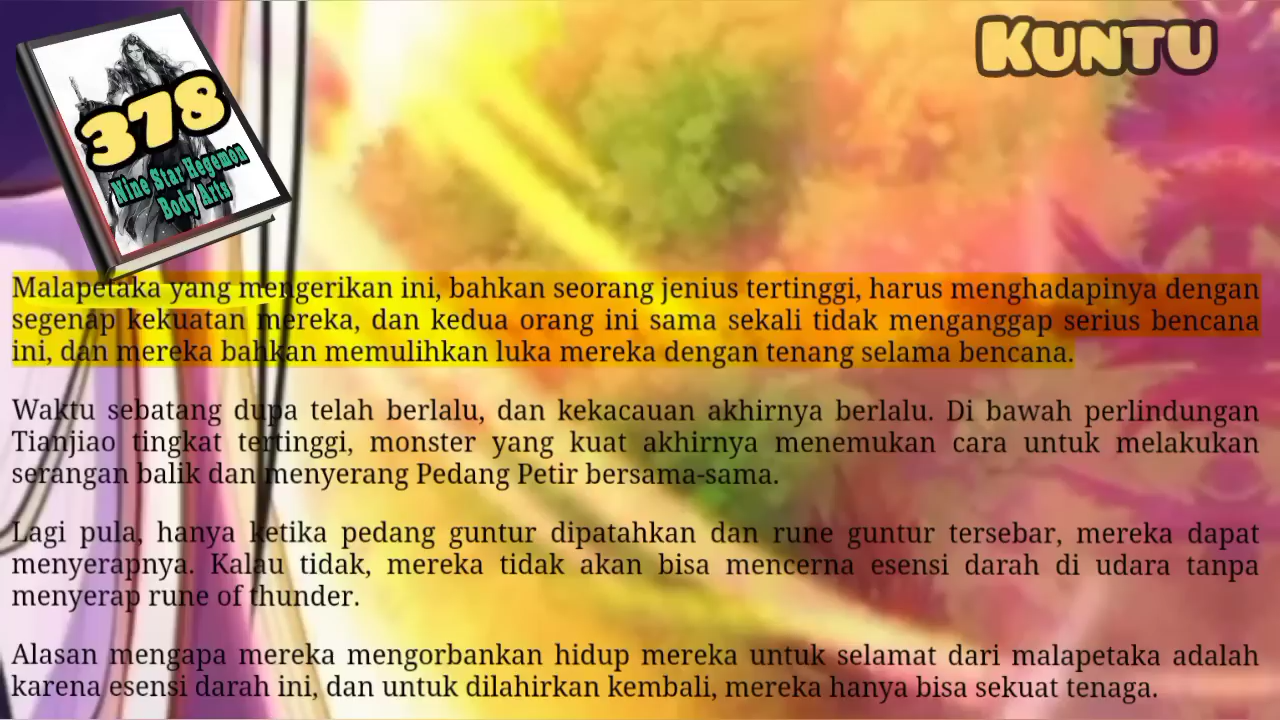 KUNTU
378
Nine Star Hegemon
Body Arts
Malapetaka yang mengerikan ini, bahkan seorang jenius tertinggi, harus menghadapinya dengan
segenap kekuatan mereka, dan kedua orang ini sama sekali tidak menganggap serius bencana
ini, dan mereka bahkan memulihkan luka mereka dengan tenang selama bencana.
Waktu sebatang dupa telah berlalu, dan kekacauan akhirnya berlalu. Di bawah perlindungan
Tianjiao tingkat tertinggi, monster yang kuat akhirnya menemukan cara untuk melakukan
serangan balik dan menyerang Pedang Petir bersama-sama.
Lagi pula, hanya ketika pedang guntur dipatahkan dan rune guntur tersebar, mereka dapat
menyerapnya. Kalau tidak, mereka tidak akan bisa mencerna esensi darah di udara tanpa
menyerap rune of thunder.
Alasan mengapa mereka mengorbankan hidup mereka untuk selamat dari malapetaka adalah
karena esensi darah ini, dan untuk dilahirkan kembali, mereka hanya bisa sekuat tenaga.